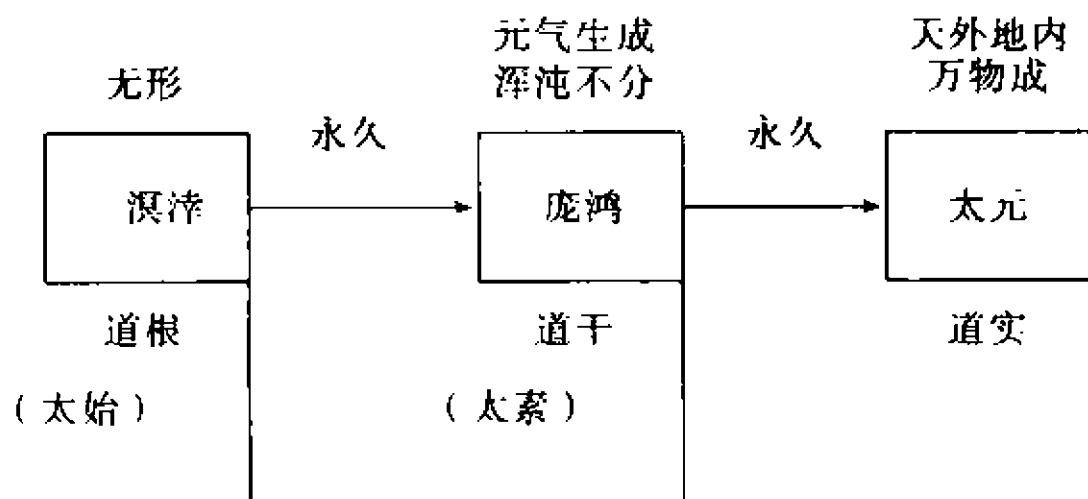 无形
元气生成
浑沌不分
天外地内
万物成
永久
永久
溟涬
庞鸿
太元
道根
道干
道实
(太始)
(太素)